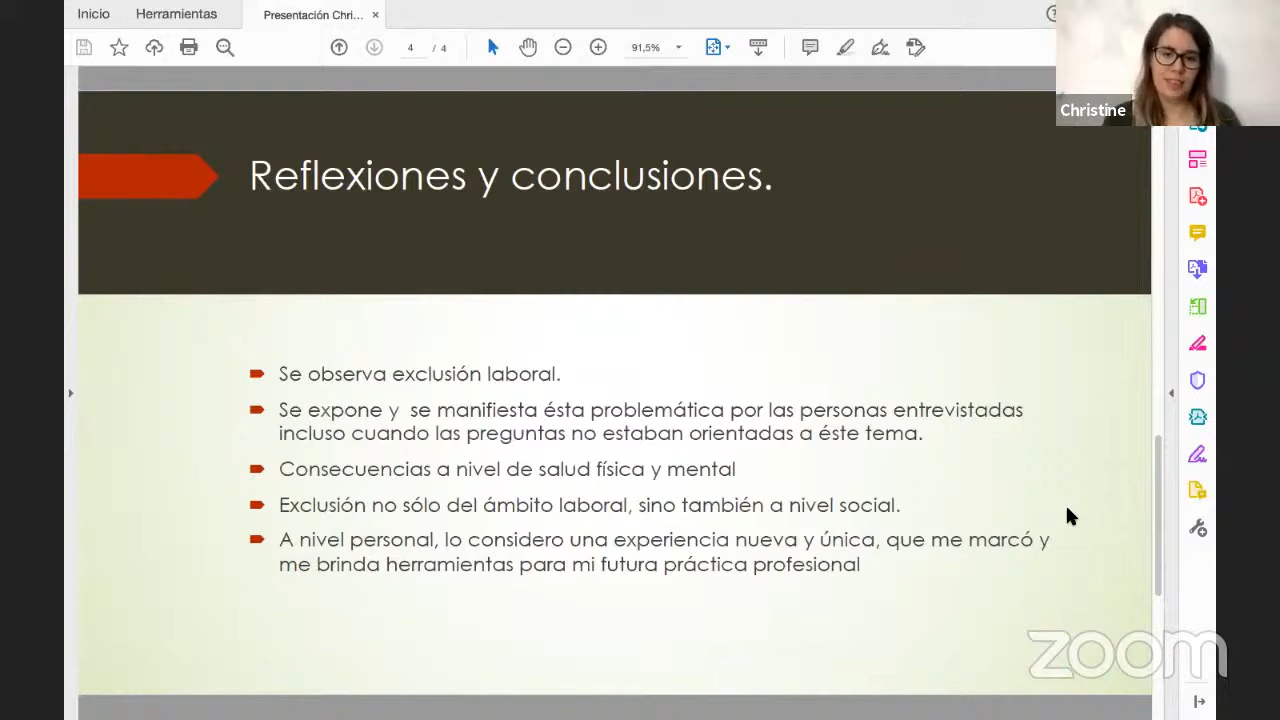 Inicio Herramientas Presentación Chri... ×
4 / 4 91,5%
Christine
Reflexiones y conclusiones.
Se observa exclusión laboral.
Se expone y se manifiesta ésta problemática por las personas entrevistadas
incluso cuando las preguntas no estaban orientadas a éste tema.
Consecuencias a nivel de salud física y mental
Exclusión no sólo del ámbito laboral, sino también a nivel social.
A nivel personal, lo considero una experiencia nueva y única, que me marcó y
me brinda herramientas para mi futura práctica profesional
zoom